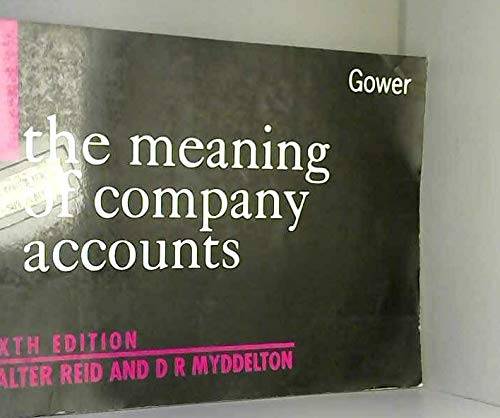 Gower
the meaning
of company
accounts
XTH EDITION
ALTER REID AND D R MYDDELTON